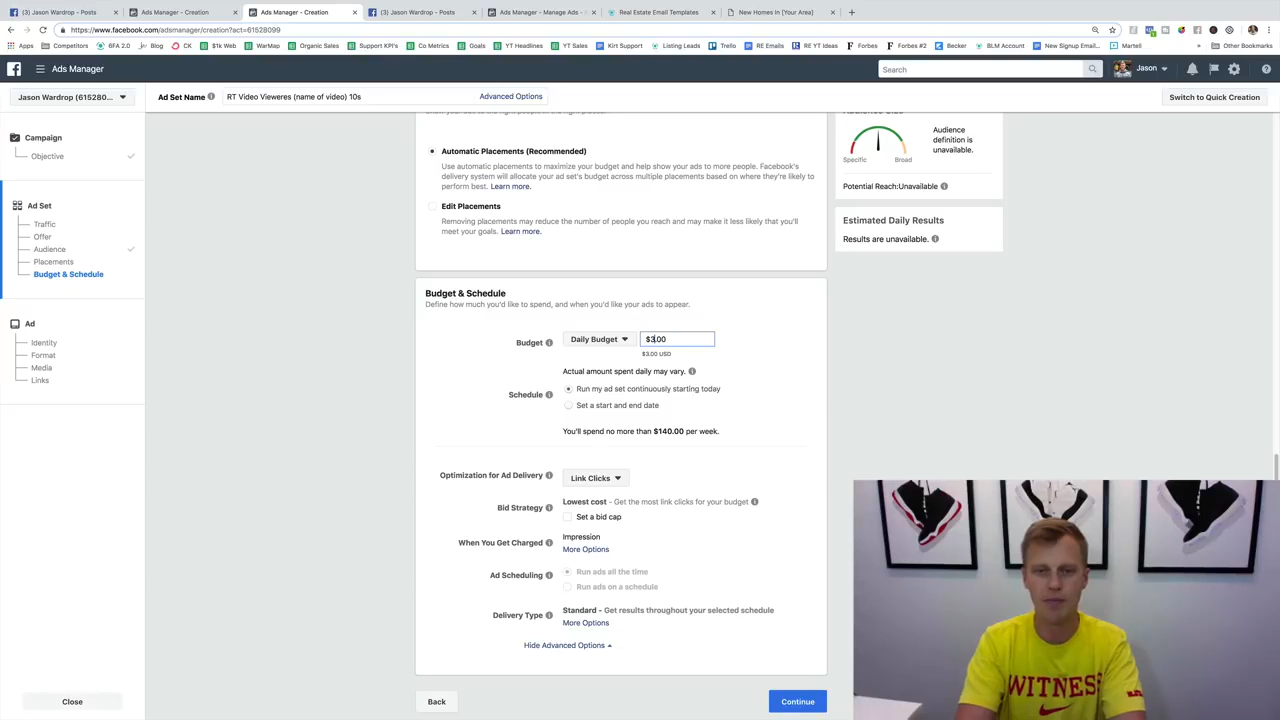 (3) Jason Wardrop - Posts
Ads Manager - Creation
Ads Manager - Creation
(3) Jason Wardrop - Posts
Ads Manager - Manage Ads -
Real Estate Email Templates
New Homes In [Your Area]
https://www.facebook.com/adsmanager/creation?act=61528099
Apps
Competitors
6FA 2.0
Blog
CK
$1k Web
WarMap
Organic Sales
Support KPI's
Co Metrics
Goals
YT Leads
YT Sales
Kirt Support
Listing Leads
Trello
RE Emails
RE YT Ideas
Forbes
Forbes #2
Becker
BLM Account
New Signup Email...
Martell
Other Bookmarks
Ads Manager
Search
Jason
Jason Wardrop (615280...
Ad Set Name
RT Video Vieweres (name of video) 10s
Advanced Options
Switch to Quick Creation
Campaign
Objective
Ad Set
Traffic
Offer
Audience
Placements
Budget & Schedule
Ad
Identity
Format
Media
Links
Close
Automatic Placements (Recommended)
Use automatic placements to maximize your budget and help show your ads to more people. Facebook's
delivery system will allocate your ad set's budget across multiple placements based on where they're likely to
perform best. Learn more.
Edit Placements
Removing placements may reduce the number of people you reach and may make it less likely that you'll
meet your goals. Learn more.
Budget & Schedule
Define how much you'd like to spend, and when you'd like your ads to appear.
Budget
Daily Budget
$3.00
$3.00 USD
Actual amount spent daily may vary.
Schedule
Run my ad set continuously starting today
Set a start and end date
You'll spend no more than $140.00 per week.
Optimization for Ad Delivery
Link Clicks
Bid Strategy
Lowest cost - Get the most link clicks for your budget
Set a bid cap
When You Get Charged
Impression
More Options
Ad Scheduling
Run ads all the time
Run ads on a schedule
Delivery Type
Standard - Get results throughout your selected schedule
More Options
Hide Advanced Options
Back
Continue
Specific
Broad
Audience
definition is
unavailable.
Potential Reach:Unavailable
Estimated Daily Results
Results are unavailable.
WITNESS